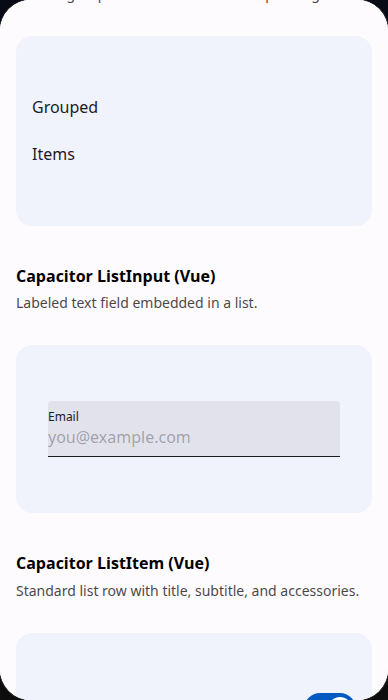 Grouped
Items
Capacitor ListInput (Vue)
Labeled text field embedded in a list.
Email
you@example.com
Capacitor ListItem (Vue)
Standard list row with title, subtitle, and accessories.